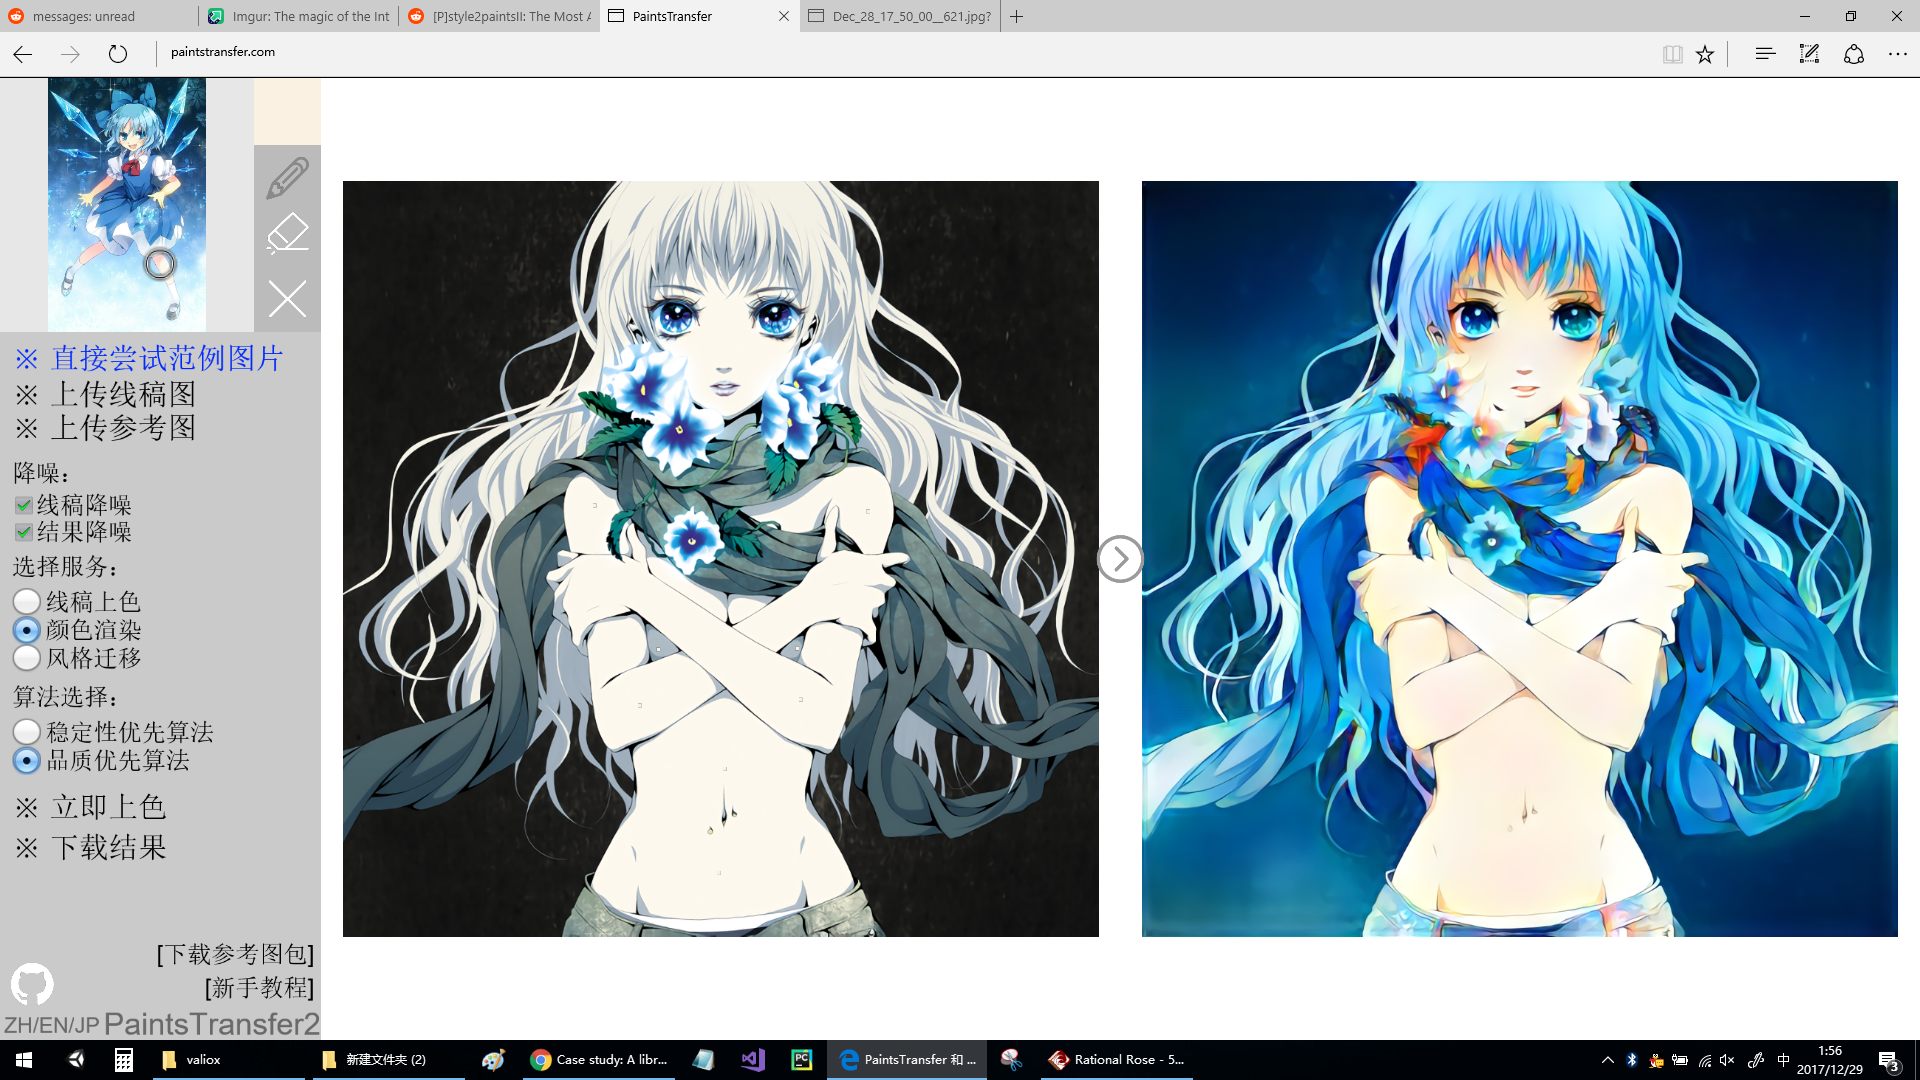 messages: unread
Imgur: The magic of the Int
[P]style2paintsII: The Most A
PaintsTransfer
Dec_28_17_50_00__621.jpg?
paintstransfer.com
※ 直接尝试范例图片
※ 上传线稿图
※ 上传参考图
降噪：
线稿降噪
结果降噪
选择服务：
线稿上色
颜色渲染
风格迁移
算法选择：
稳定性优先算法
品质优先算法
※ 立即上色
※ 下载结果
[下载参考图包]
[新手教程]
ZH/EN/JP PaintsTransfer2
valiox
新建文件夹 (2)
Case study: A libr...
PC
PaintsTransfer 和 ...
Rational Rose - 5...
中
1:56
2017/12/29
3